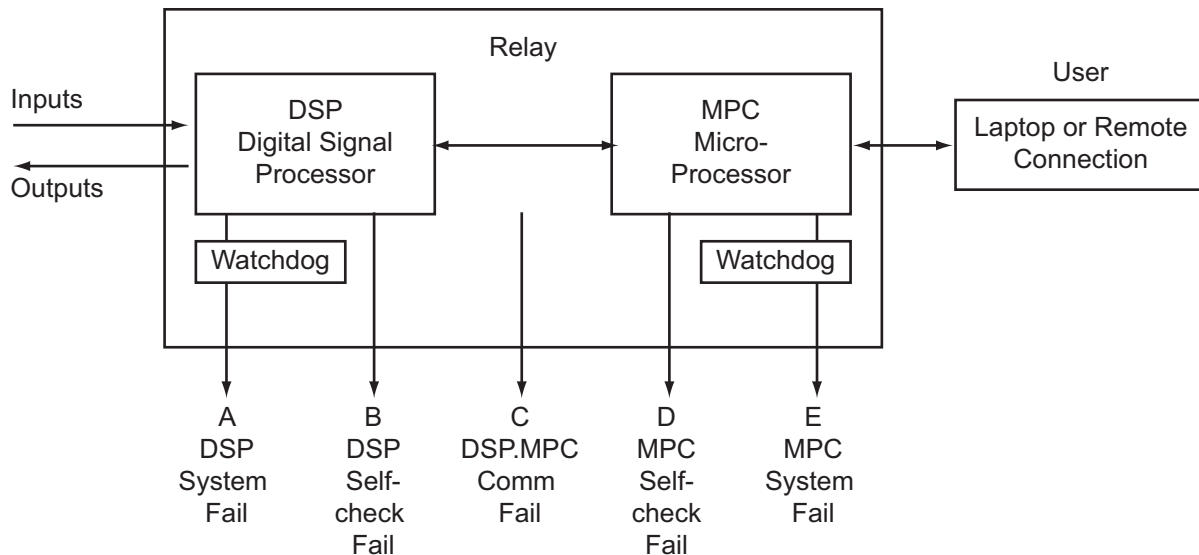 Relay
User
Inputs
Outputs
DSP
Digital Signal
Processor
MPC
Micro-
Processor
Laptop or Remote
Connection
Watchdog
Watchdog
A
DSP
System
Fail
B
DSP
Self-
check
Fail
C
DSP.MPC
Comm
Fail
D
MPC
Self-
check
Fail
E
MPC
System
Fail